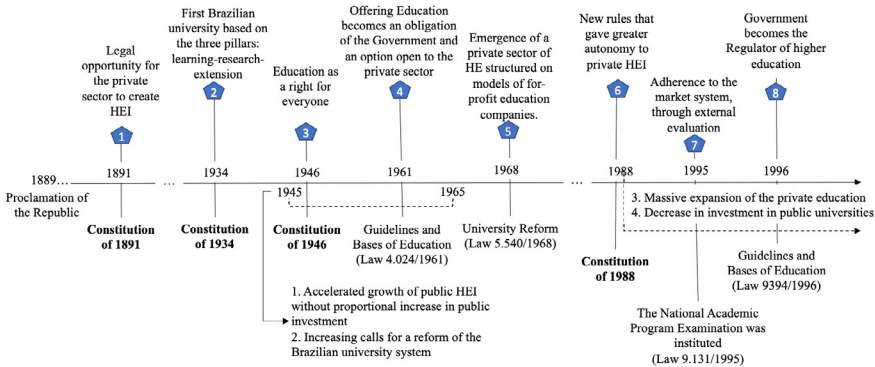 Legal
opportunity for
the private
sector to create
HEI
1
First Brazilian
university based on
the three pillars:
learning-research-
extension
2
Education as
a right for
everyone
3
Offering Education
becomes an obligation
of the Government and
an option open to the
private sector
4
Emergence of a
private sector of
HE structured on
models of for-
profit education
companies.
5
New rules that
gave greater
autonomy to
private HEI
6
Adherence to the
market system,
through external
evaluation
7
Government
becomes the
Regulator of higher
education
8
1889...
1891
...
1934
1946
1961
1968
...
1988
1995
1996
Proclamation of
the Republic
1945
1965
Constitution
of 1891
Constitution
of 1934
Constitution
of 1946
Guidelines and
Bases of Education
(Law 4.024/1961)
University Reform
(Law 5.540/1968)
3. Massive expansion of the private education
4. Decrease in investment in public universities
Constitution
of 1988
Guidelines and
Bases of Education
(Law 9394/1996)
The National Academic
Program Examination was
instituted
(Law 9.131/1995)
1. Accelerated growth of public HEI
without proportional increase in public
investment
2. Increasing calls for a reform of the
Brazilian university system